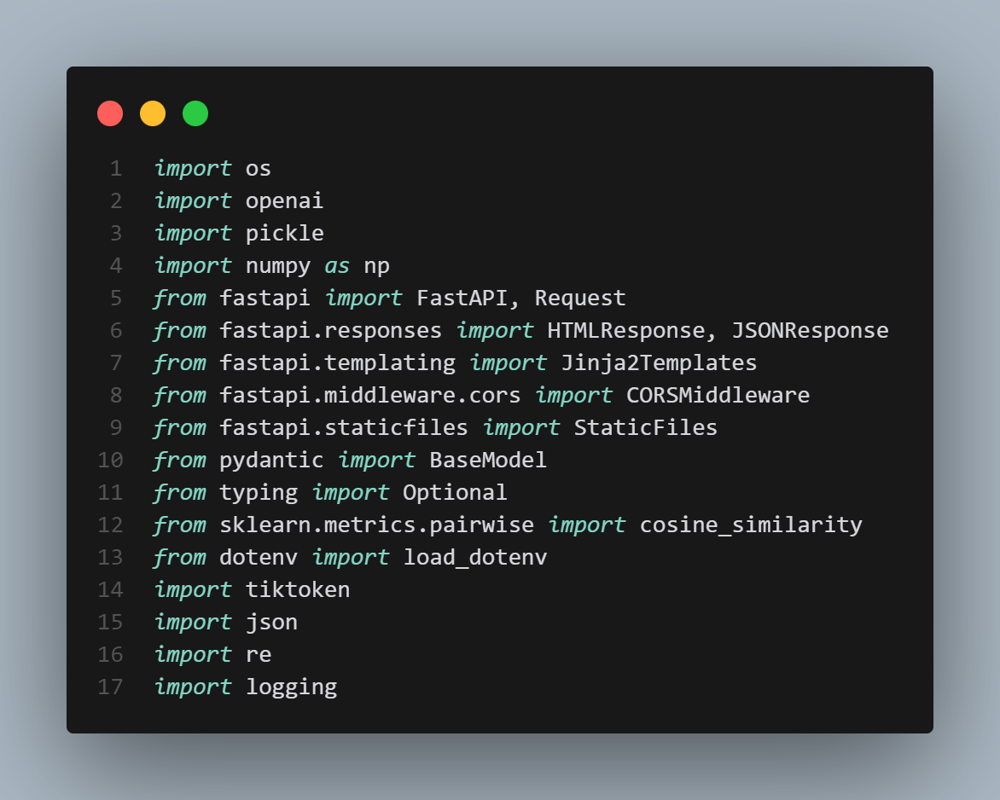 1 import os
2 import openai
3 import pickle
4 import numpy as np
5 from fastapi import FastAPI, Request
6 from fastapi.responses import HTMLResponse, JSONResponse
7 from fastapi.templating import Jinja2Templates
8 from fastapi.middleware.cors import CORSMiddleware
9 from fastapi.staticfiles import StaticFiles
10 from pydantic import BaseModel
11 from typing import Optional
12 from sklearn.metrics.pairwise import cosine_similarity
13 from dotenv import load_dotenv
14 import tiktoken
15 import json
16 import re
17 import logging